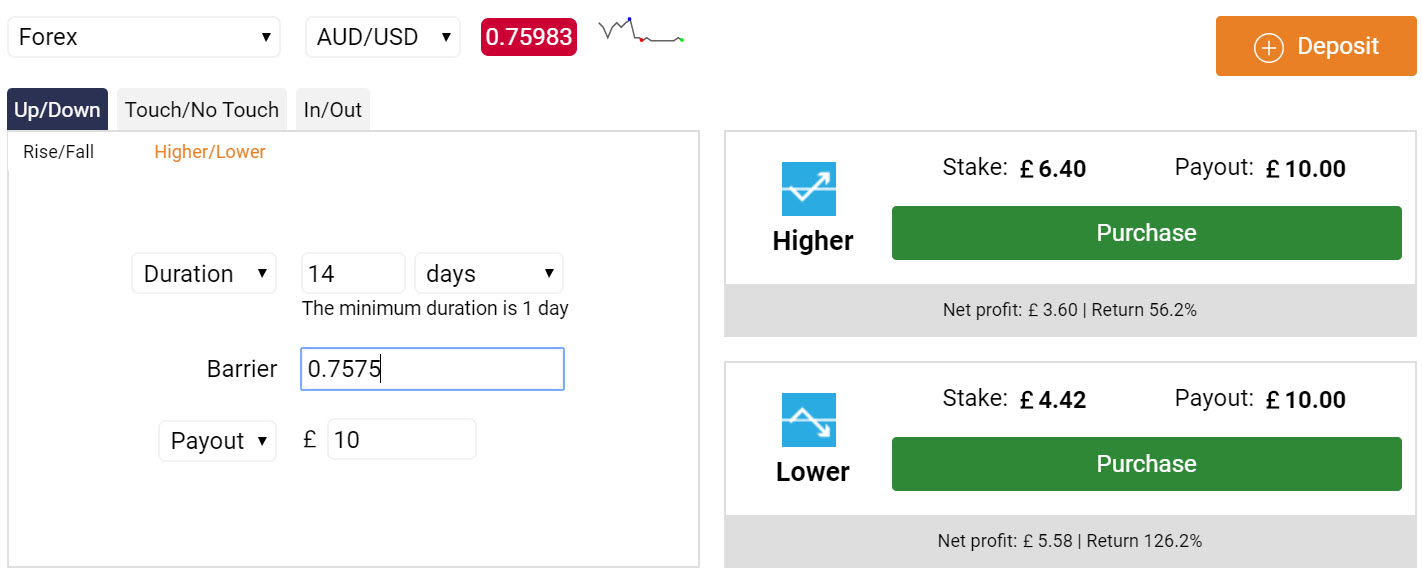 Forex AUD/USD 0.75983 Deposit
Up/Down Touch/No Touch In/Out
Rise/Fall Higher/Lower
Duration 14 days
The minimum duration is 1 day
Barrier 0.7575
Payout £ 10
Higher
Stake: £ 6.40 Payout: £ 10.00
Purchase
Net profit: £ 3.60 | Return 56.2%
Lower
Stake: £ 4.42 Payout: £ 10.00
Purchase
Net profit: £ 5.58 | Return 126.2%